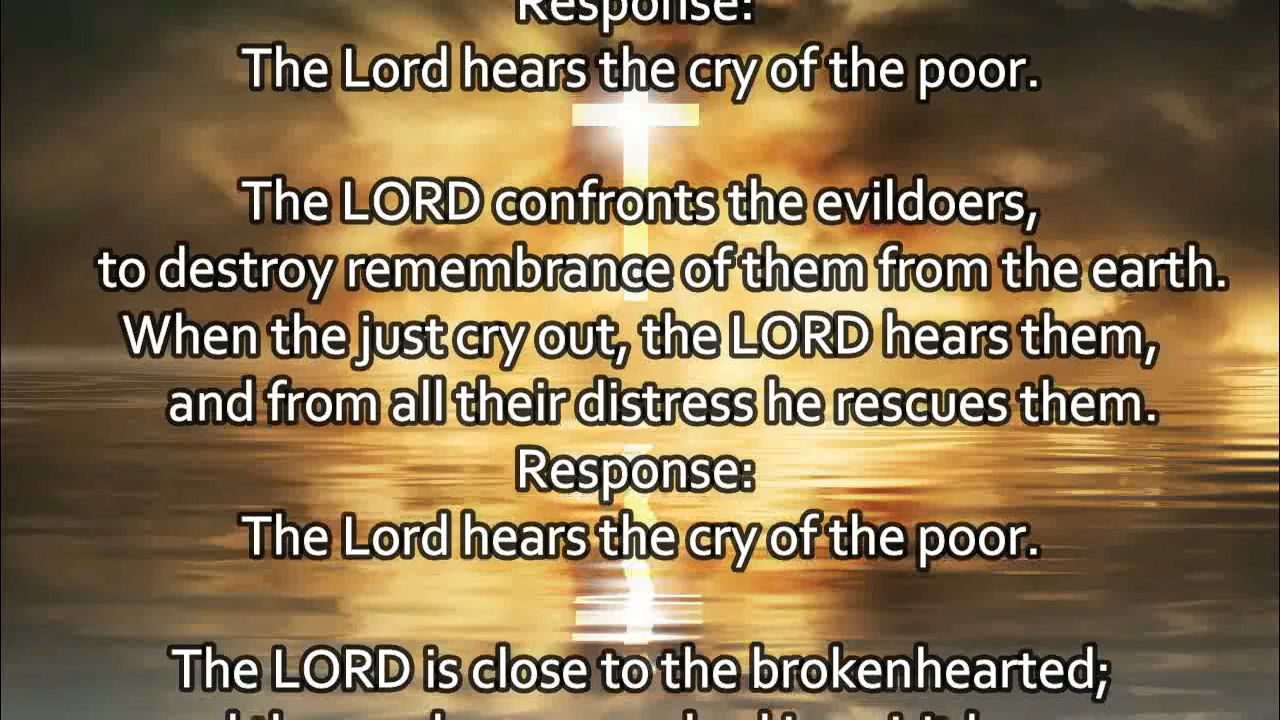 Response:
The Lord hears the cry of the poor.
The LORD confronts the evildoers,
to destroy remembrance of them from the earth.
When the just cry out, the LORD hears them,
and from all their distress he rescues them.
Response:
The Lord hears the cry of the poor.
The LORD is close to the brokenhearted;